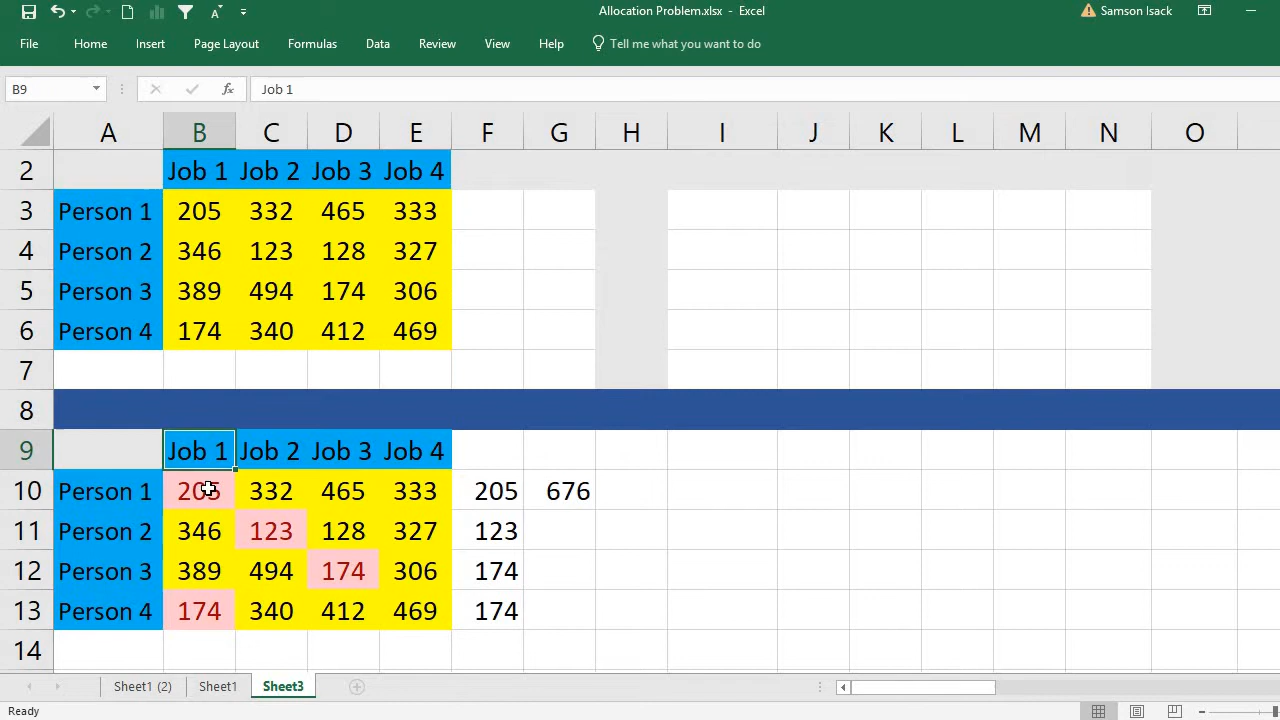 Allocation Problem.xlsx - Excel
Samson Isack
File Home Insert Page Layout Formulas Data Review View Help Tell me what you want to do
B9 fx Job 1
A B C D E F G H I J K L M N O
2 Job 1 Job 2 Job 3 Job 4
3 Person 1 205 332 465 333
4 Person 2 346 123 128 327
5 Person 3 389 494 174 306
6 Person 4 174 340 412 469
7
8
9 Job 1 Job 2 Job 3 Job 4
10 Person 1 205 332 465 333 205 676
11 Person 2 346 123 128 327 123
12 Person 3 389 494 174 306 174
13 Person 4 174 340 412 469 174
14
Sheet1 (2) Sheet1 Sheet3
Ready